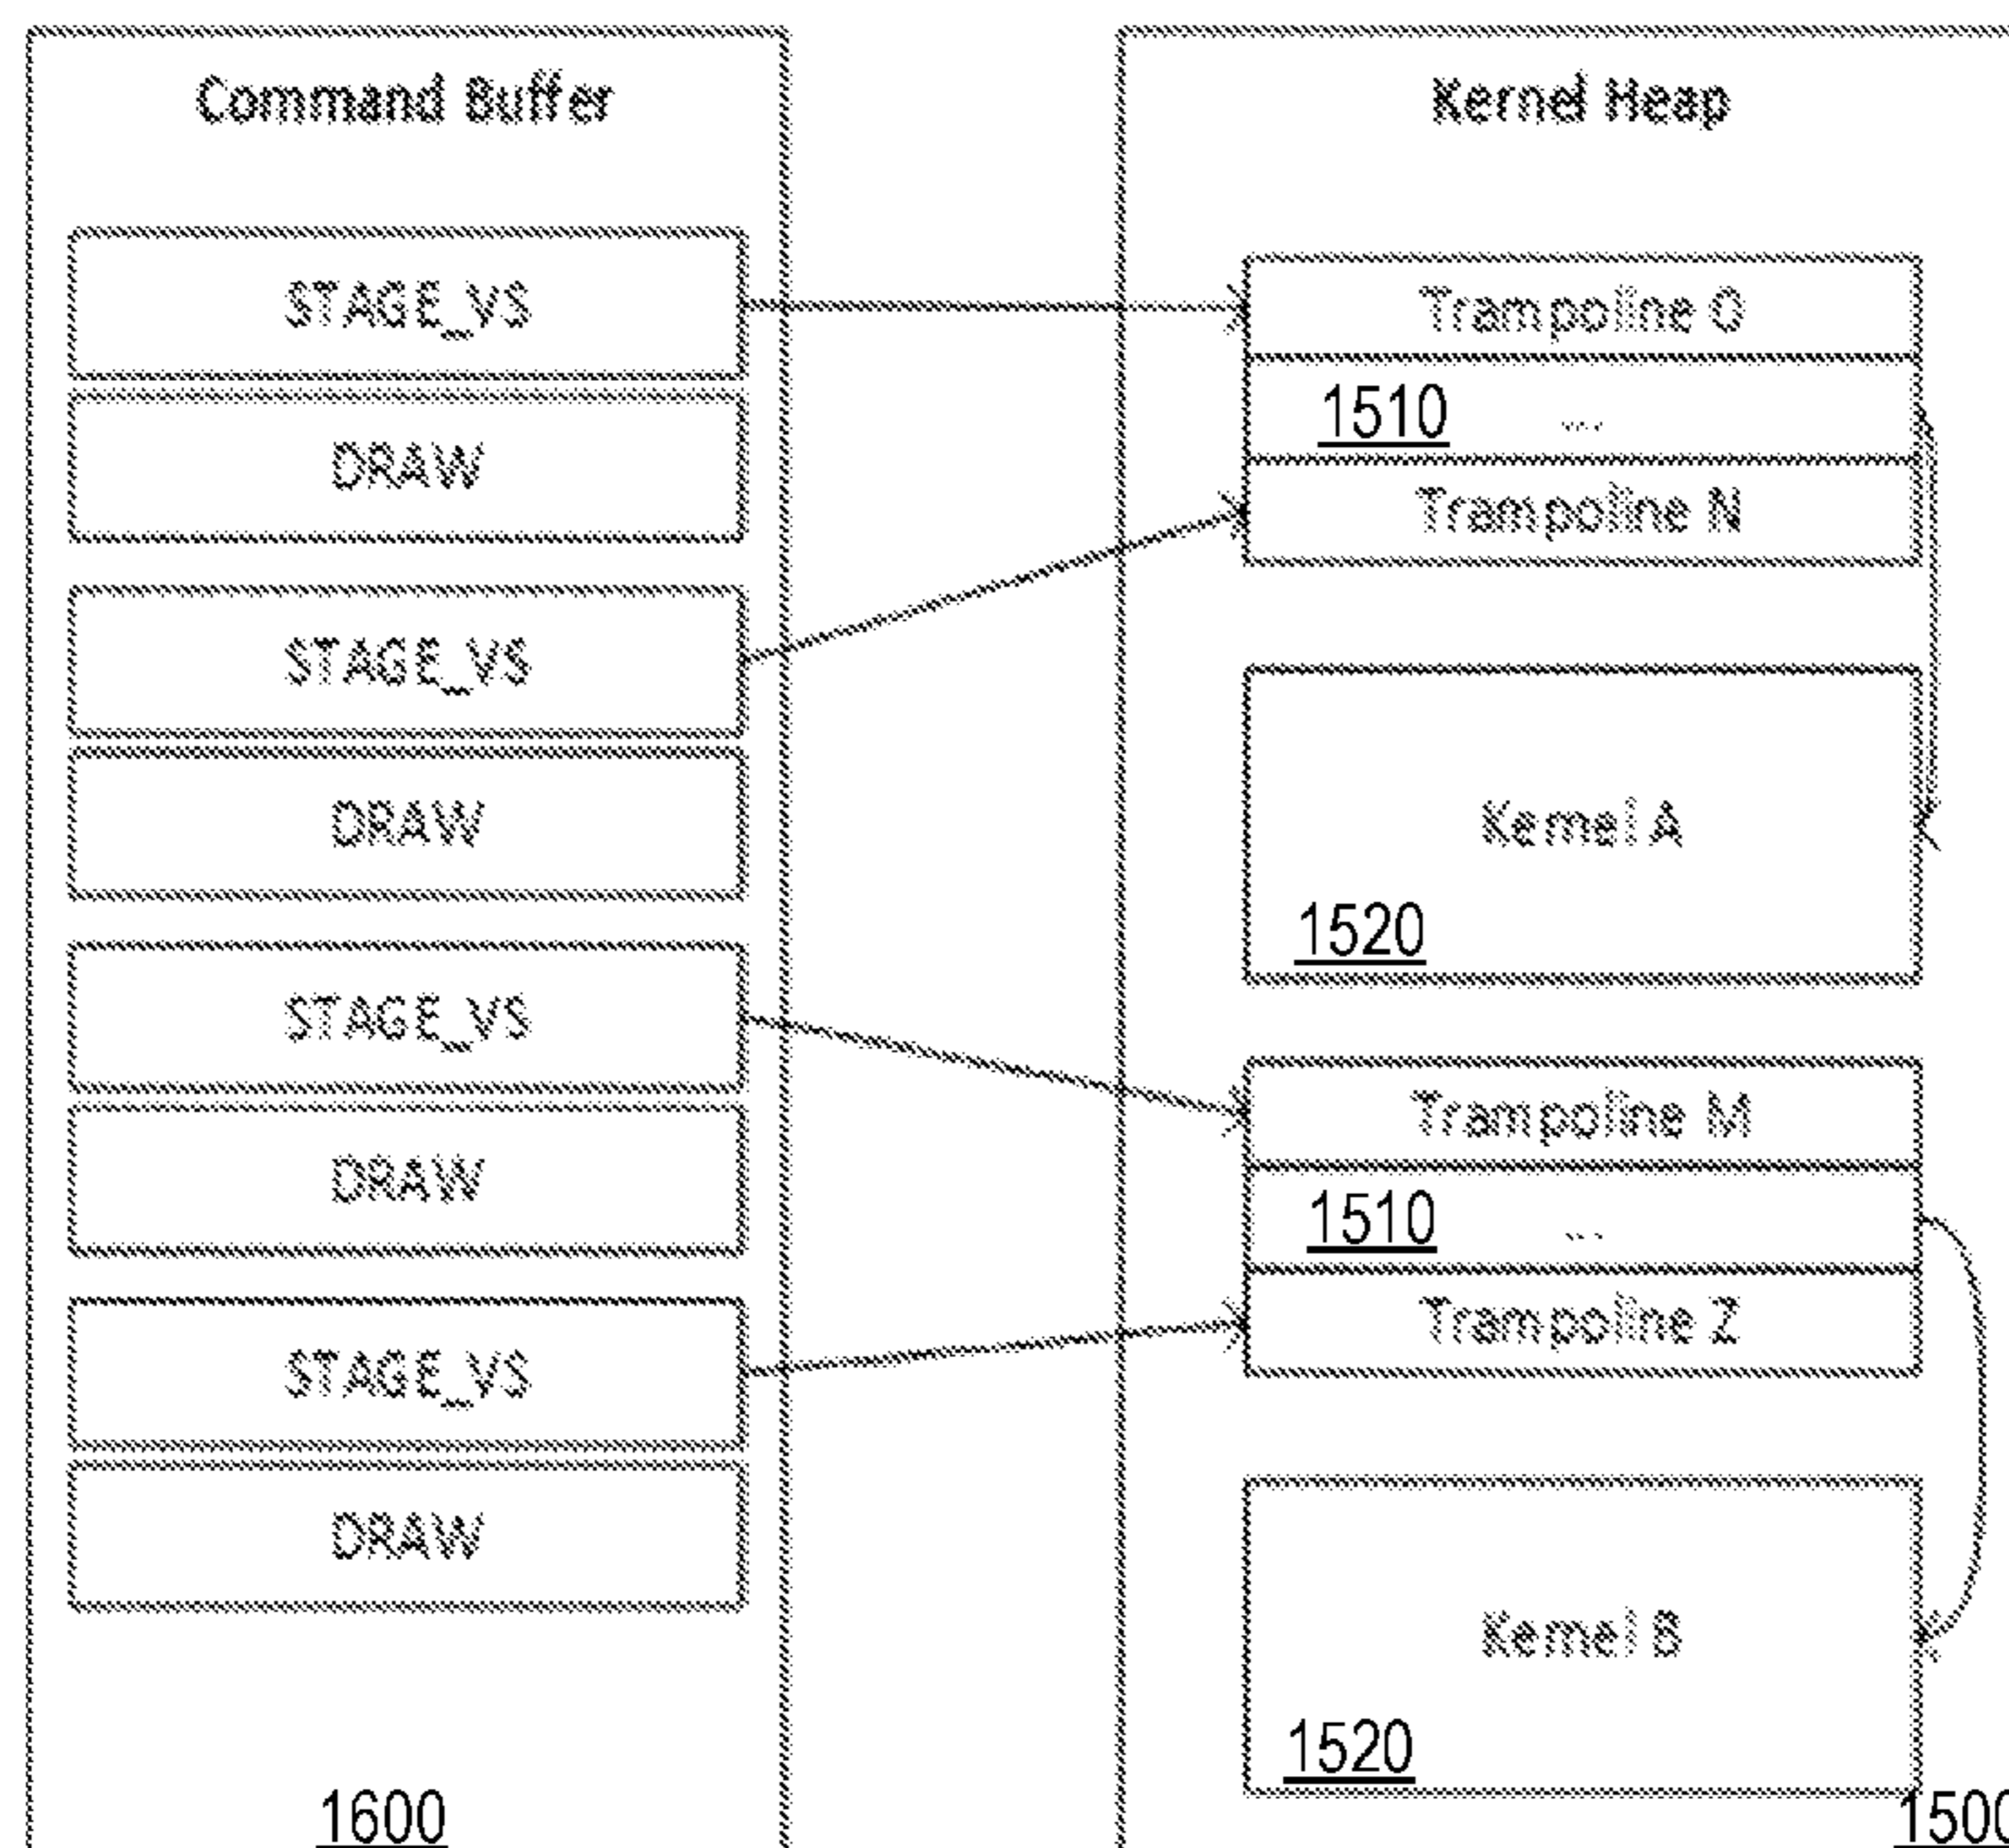 Command Buffer
STAGE_VS
DRAW
STAGE_VS
DRAW
STAGE_VS
DRAW
STAGE_VS
DRAW
1600
Kernel Heap
Trampoline 0
1510 ...
Trampoline N
Kernel A
1520
Trampoline M
1510 ...
Trampoline Z
Kernel B
1520
1500